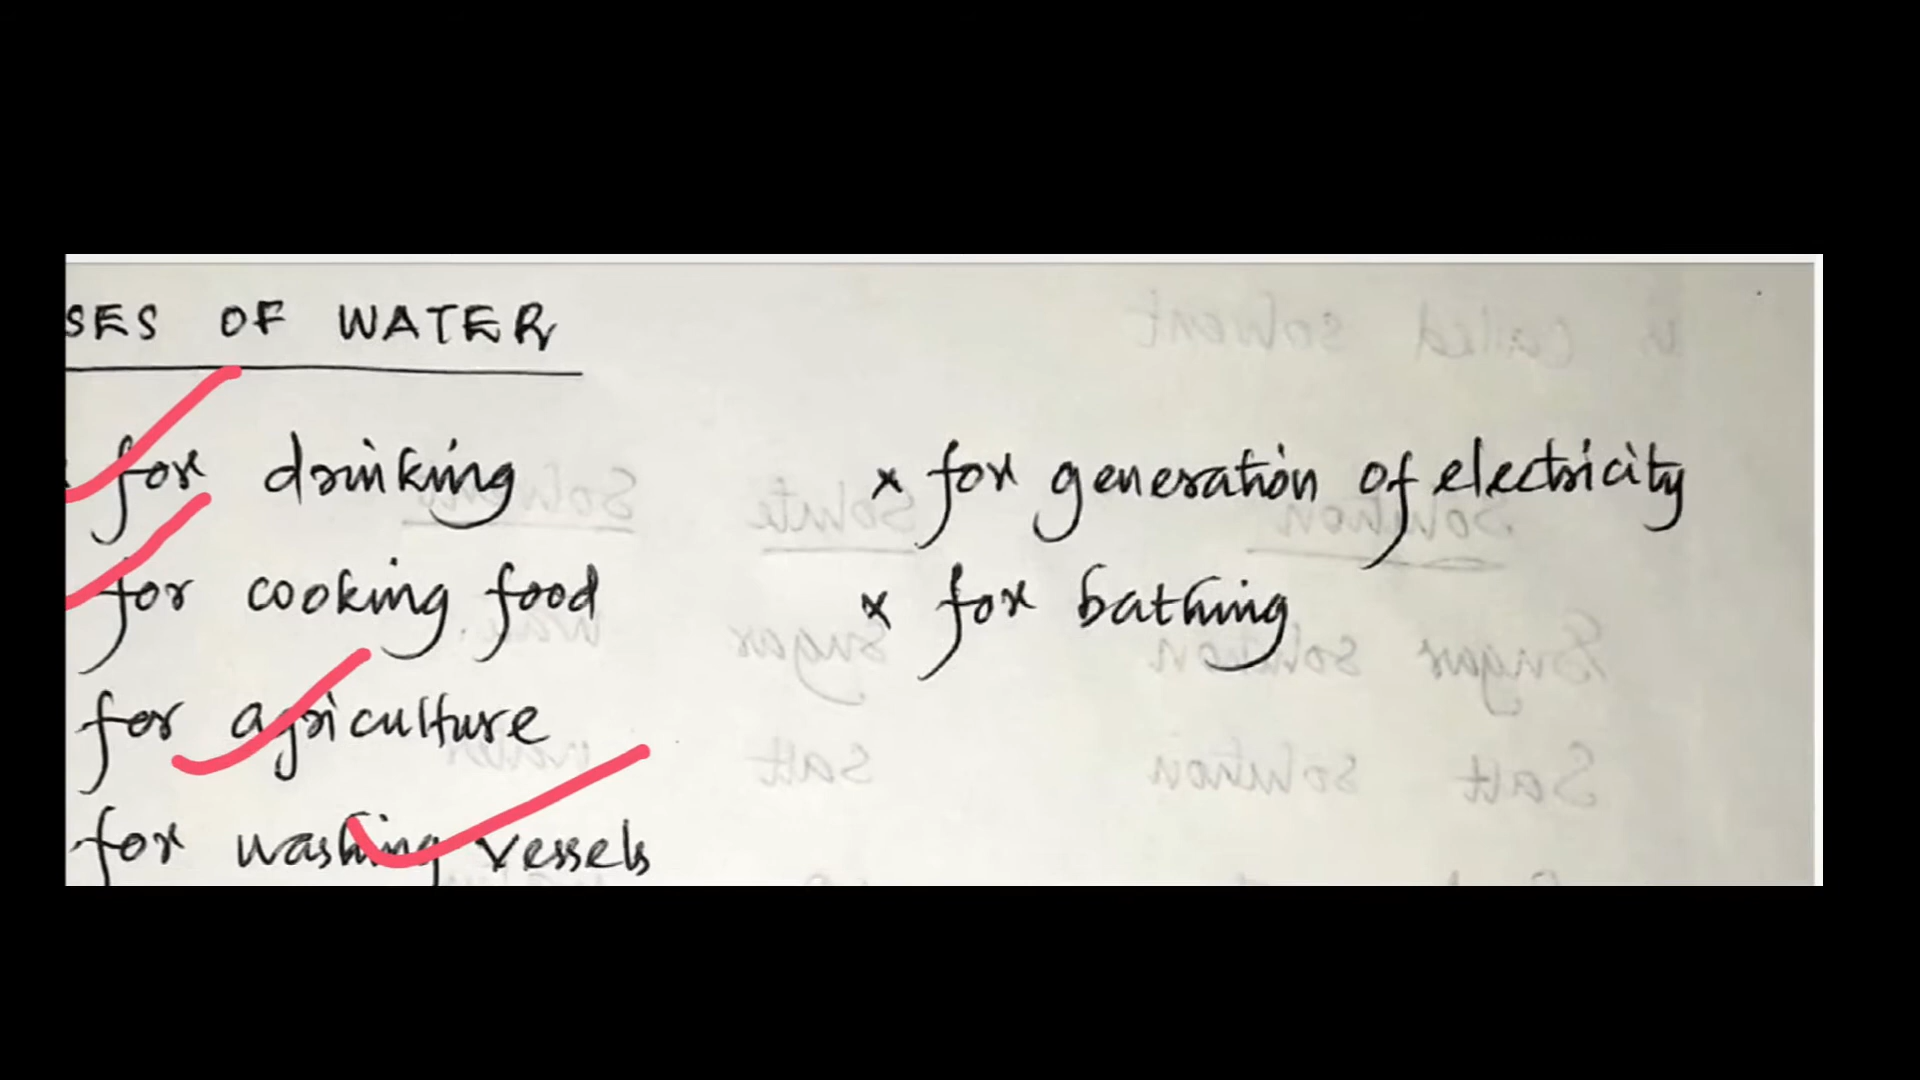 SES OF WATER
for drinking
for cooking food
for agriculture
for washing vessels
x for generation of electricity
x for bathing